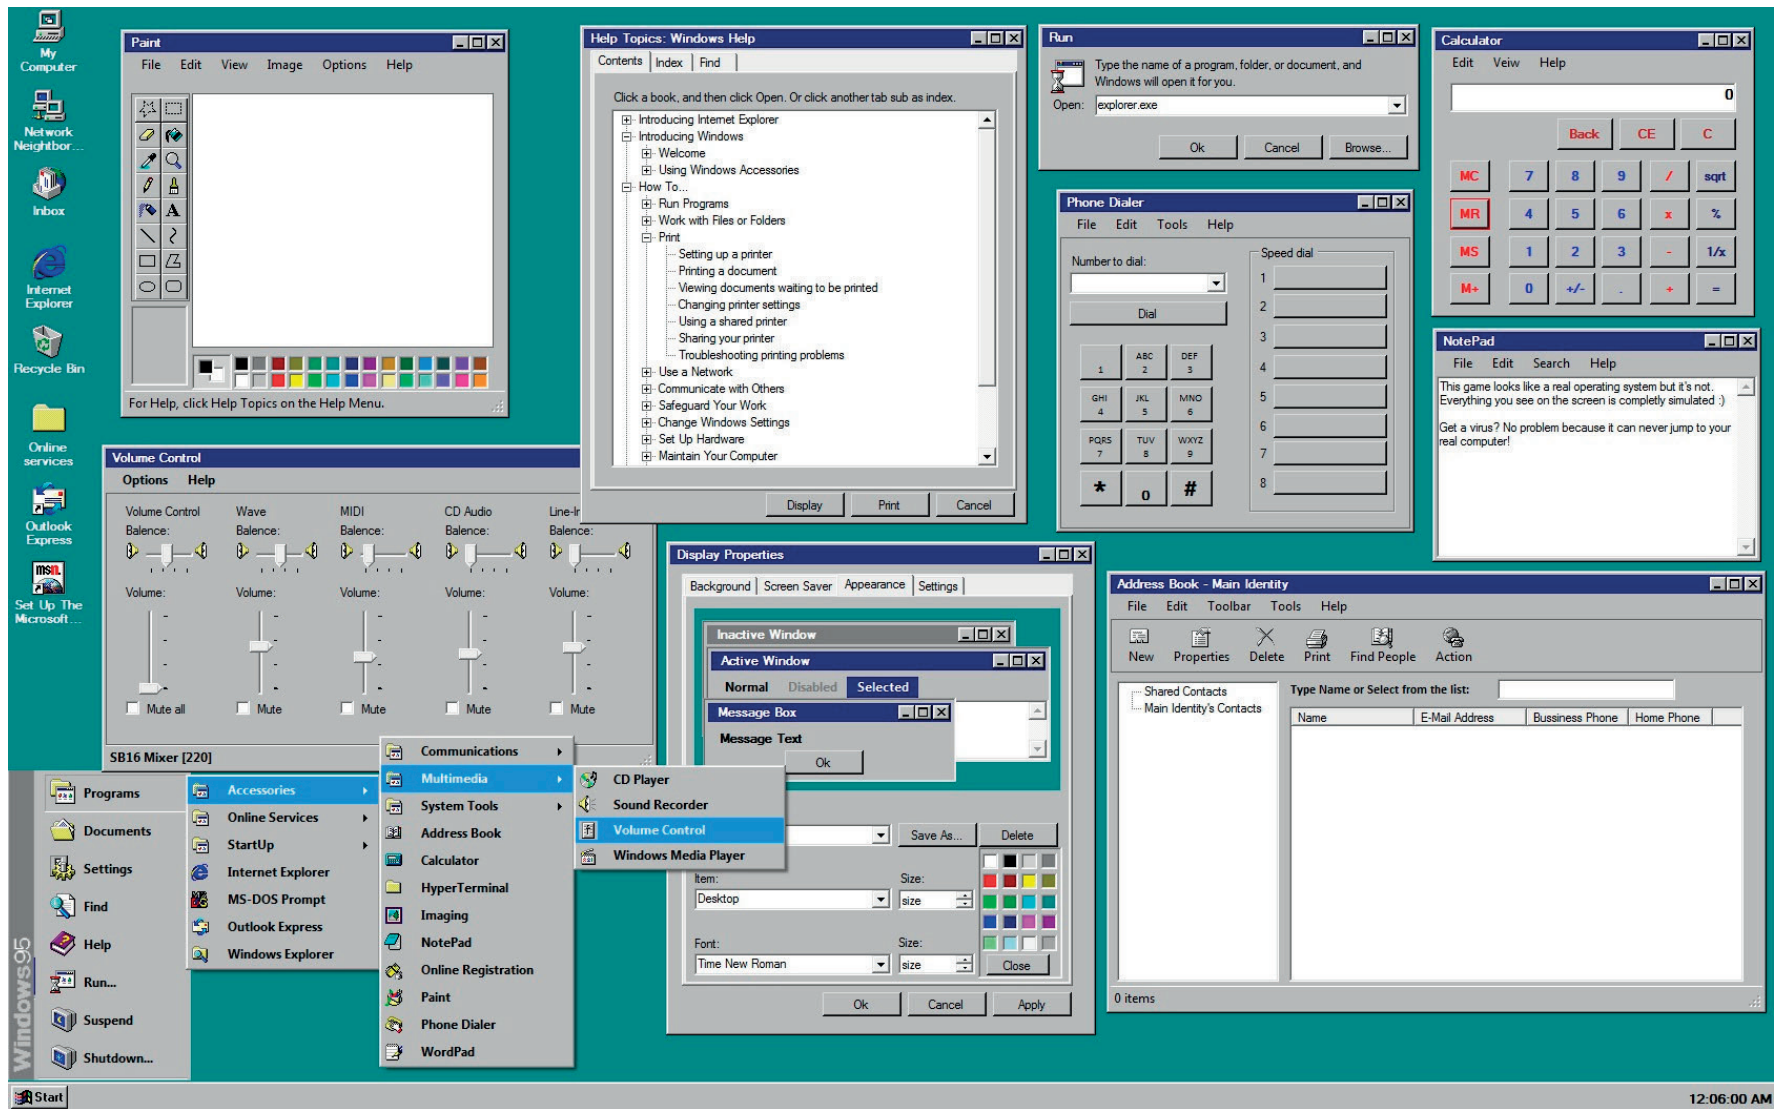 My
Computer
Network
Neighbor...
Inbox
Internet
Explorer
Recycle Bin
Online
services
Outlook
Express
msn.
Set Up The
Microsoft...
Paint
File Edit View Image Options Help
A
For Help, click Help Topics on the Help Menu.
Volume Control
Options Help
Volume Control Wave MIDI CD Audio Line-In
Balence: Balence: Balence: Balence: Balence:
Volume: Volume: Volume: Volume: Volume:
Mute all Mute Mute Mute Mute
SB16 Mixer [220]
Help Topics: Windows Help
Contents Index Find
Click a book, and then click Open. Or click another tab sub as index.
Introducing Internet Explorer
Introducing Windows
Welcome
Using Windows Accessories
How To...
Run Programs
Work with Files or Folders
Print
Setting up a printer
Printing a document
Viewing documents waiting to be printed
Changing printer settings
Using a shared printer
Sharing your printer
Troubleshooting printing problems
Use a Network
Communicate with Others
Safeguard Your Work
Change Windows Settings
Set Up Hardware
Maintain Your Computer
Display Print Cancel
Run
Type the name of a program, folder, or document, and
Windows will open it for you.
Open: explorer.exe
Ok Cancel Browse...
Phone Dialer
File Edit Tools Help
Number to dial:
Dial
1 ABC 2 DEF 3
GHI 4 JKL 5 MNO 6
PQRS 7 TUV 8 WXYZ 9
* 0 #
Speed dial
1
2
3
4
5
6
7
8
Calculator
Edit Veiw Help
0
Back CE C
MC 7 8 9 / sqrt
MR 4 5 6 x %
MS 1 2 3 - 1/x
M+ 0 +/- . + =
NotePad
File Edit Search Help
This game looks like a real operating system but it's not.
Everything you see on the screen is completly simulated :)
Get a virus? No problem because it can never jump to your
real computer!
Display Properties
Background Screen Saver Appearance Settings
Inactive Window
Active Window
Normal Disabled Selected
Message Box
Message Text
Ok
Save As... Delete
Item: Size:
Desktop size
Font: Size:
Time New Roman size
Close
Ok Cancel Apply
Address Book - Main Identity
File Edit Toolbar Tools Help
New Properties Delete Print Find People Action
Shared Contacts
Main Identity's Contacts
Type Name or Select from the list:
Name E-Mail Address Bussiness Phone Home Phone
0 items
Windows95
Programs
Documents
Settings
Find
Help
Run...
Suspend
Shutdown...
Accessories
Online Services
StartUp
Internet Explorer
MS-DOS Prompt
Outlook Express
Windows Explorer
Communications
Multimedia
System Tools
Address Book
Calculator
HyperTerminal
Imaging
NotePad
Online Registration
Paint
Phone Dialer
WordPad
CD Player
Sound Recorder
Volume Control
Windows Media Player
Start
12:06:00 AM